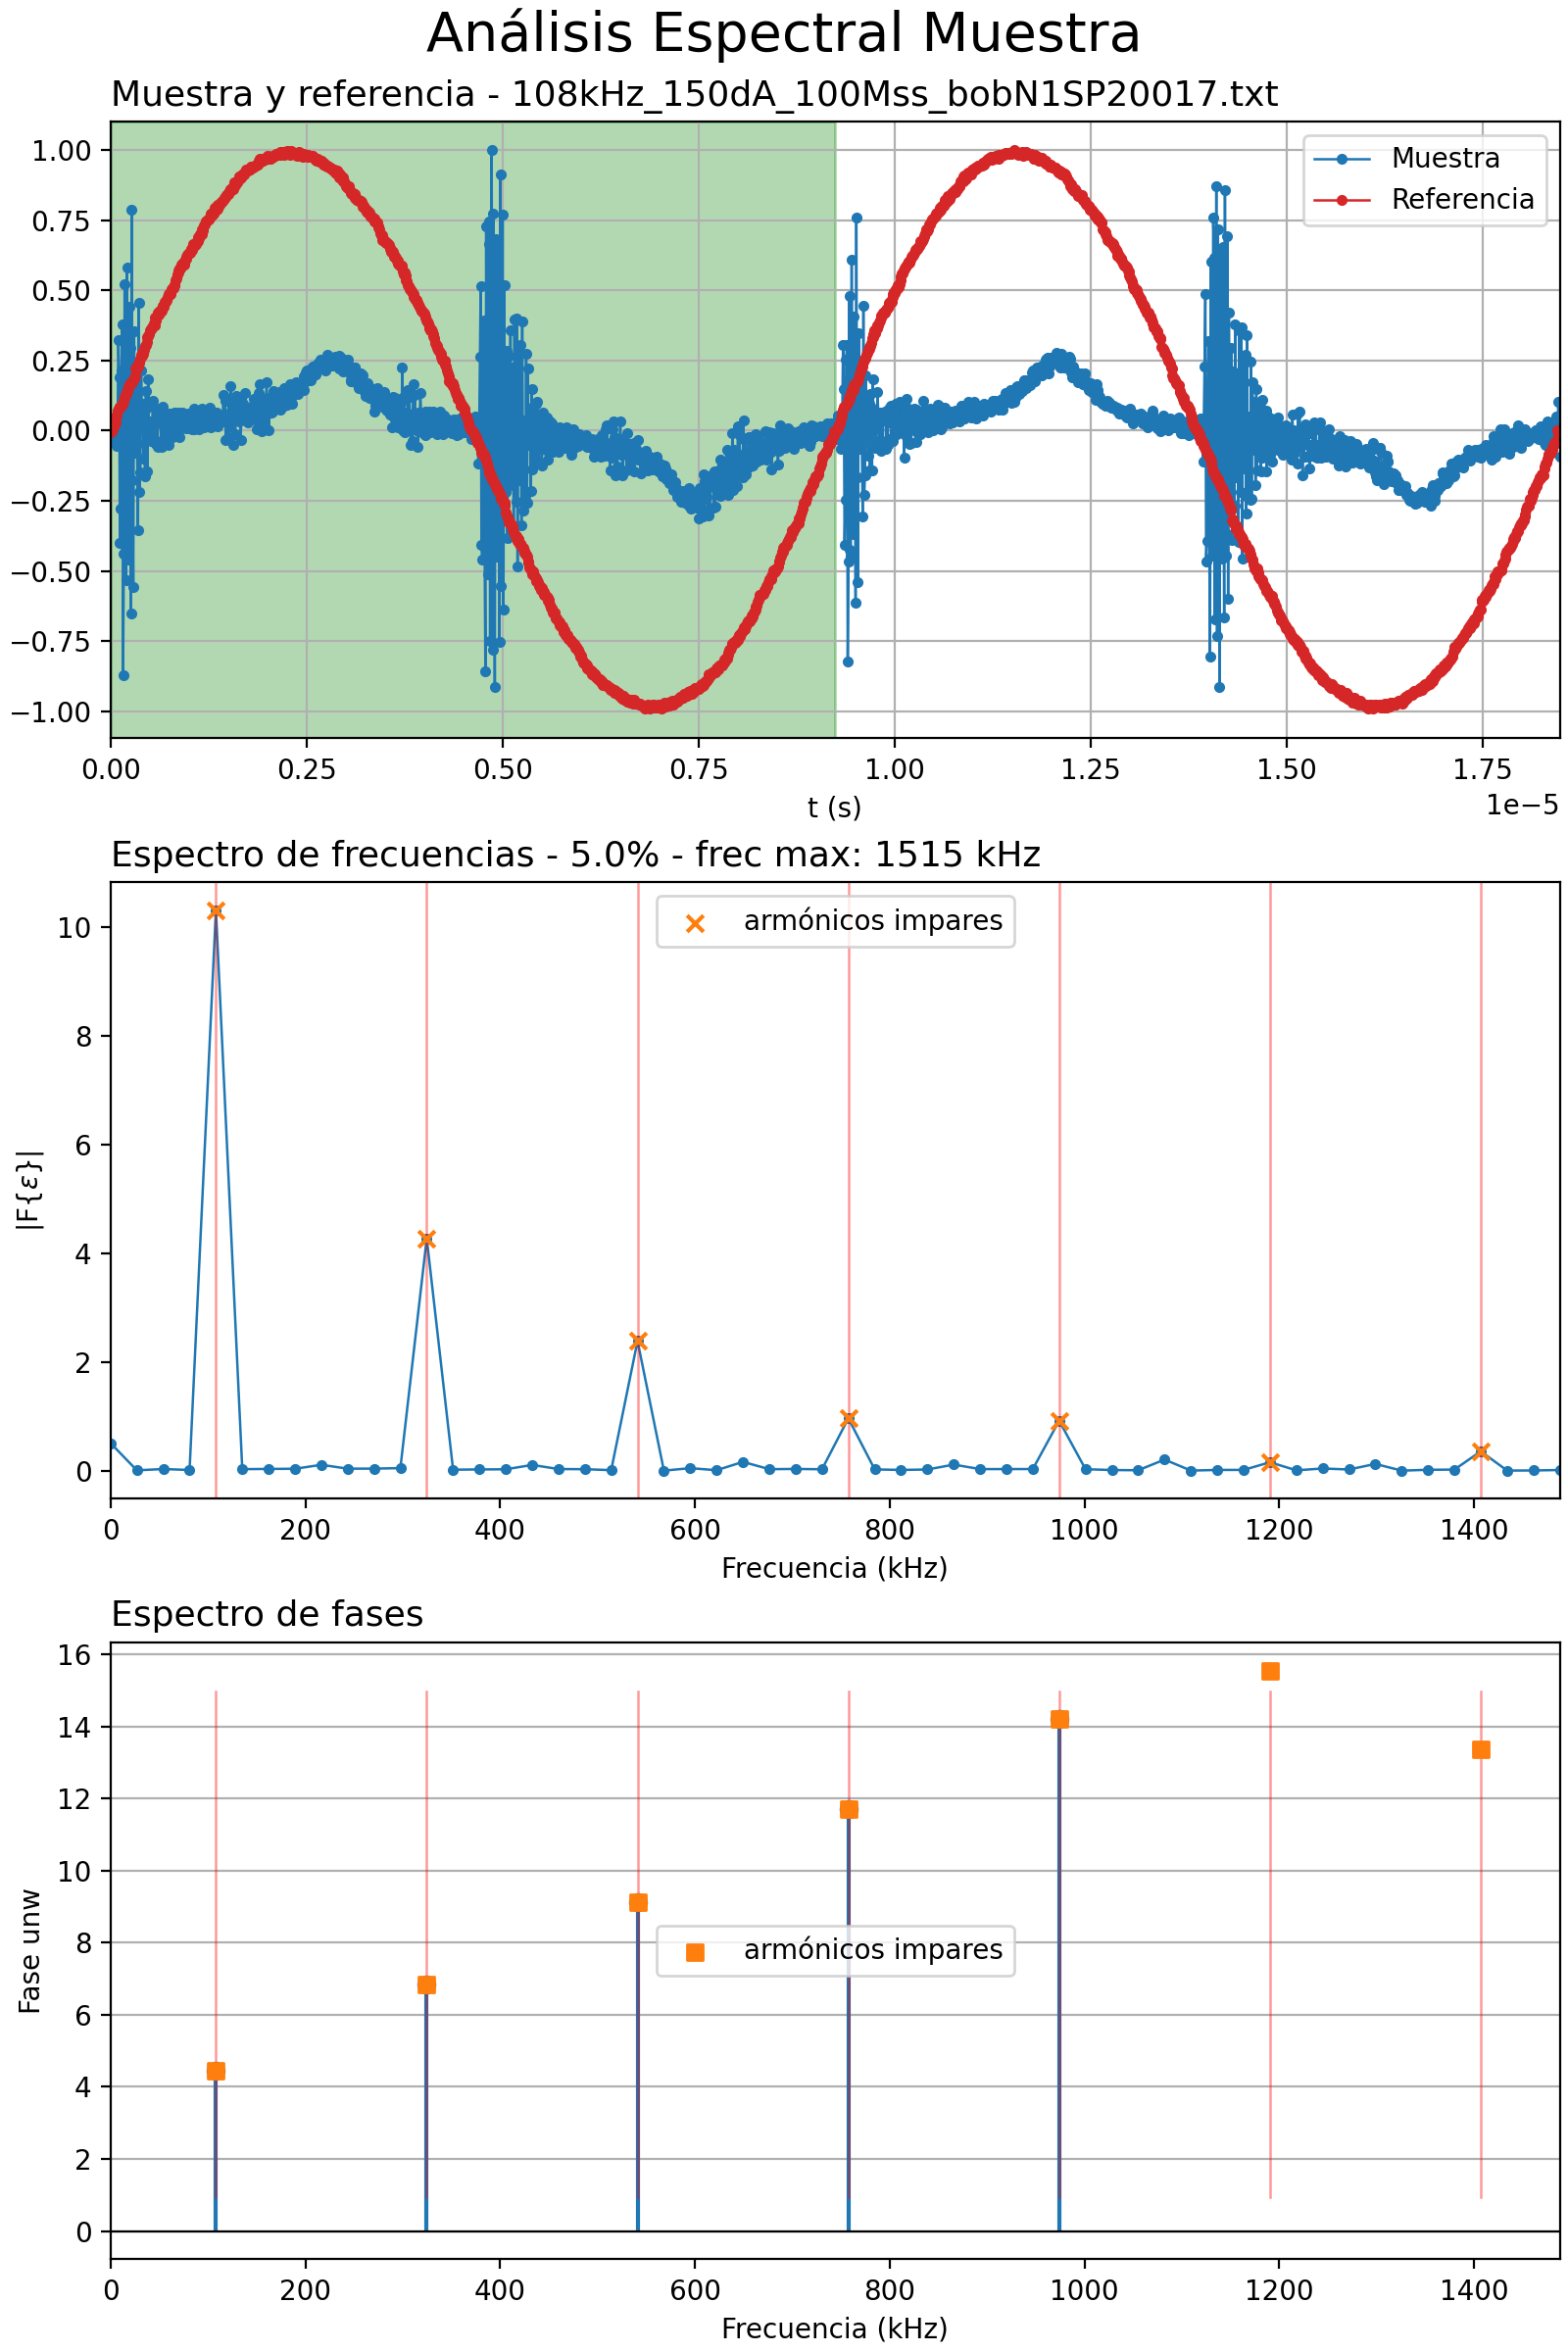 Análisis Espectral Muestra
Muestra y referencia - 108kHz_150dA_100Mss_bobN1SP20017.txt
1.00
0.75
0.50
0.25
0.00
−0.25
−0.50
−0.75
−1.00
Muestra
Referencia
0.00 0.25 0.50 0.75 1.00 1.25 1.50 1.75
t (s)
1e−5
Espectro de frecuencias - 5.0% - frec max: 1515 kHz
10
8
6
4
2
0
|F{ε}|
armónicos impares
0 200 400 600 800 1000 1200 1400
Frecuencia (kHz)
Espectro de fases
16
14
12
10
8
6
4
2
0
Fase unw
armónicos impares
0 200 400 600 800 1000 1200 1400
Frecuencia (kHz)